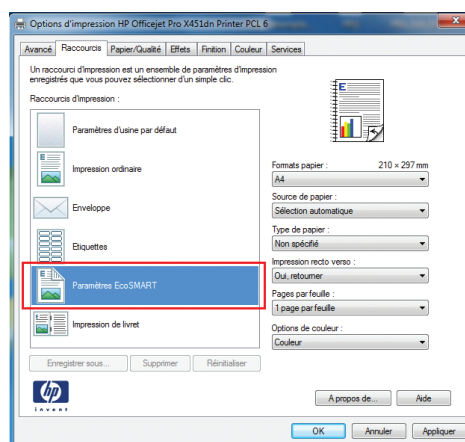 Options d'impression HP Officejet Pro X451dn Printer PCL 6
Avancé Raccourcis Papier/Qualité Effets Finition Couleur Services
Un raccourci d'impression est un ensemble de paramètres d'impression
enregistrés que vous pouvez sélectionner d'un simple clic.
Raccourcis d'impression :
Paramètres d'usine par défaut
Impression ordinaire
Enveloppe
Etiquettes
Paramètres EcoSMART
Impression de livret
Enregistrer sous... Supprimer Réinitialiser
E
Formats papier : 210 × 297 mm
A4
Source de papier :
Sélection automatique
Type de papier :
Non spécifié
Impression recto verso :
Oui, retourner
Pages par feuille :
1 page par feuille
Options de couleur :
Couleur
hp
invent
A propos de... Aide
OK Annuler Appliquer